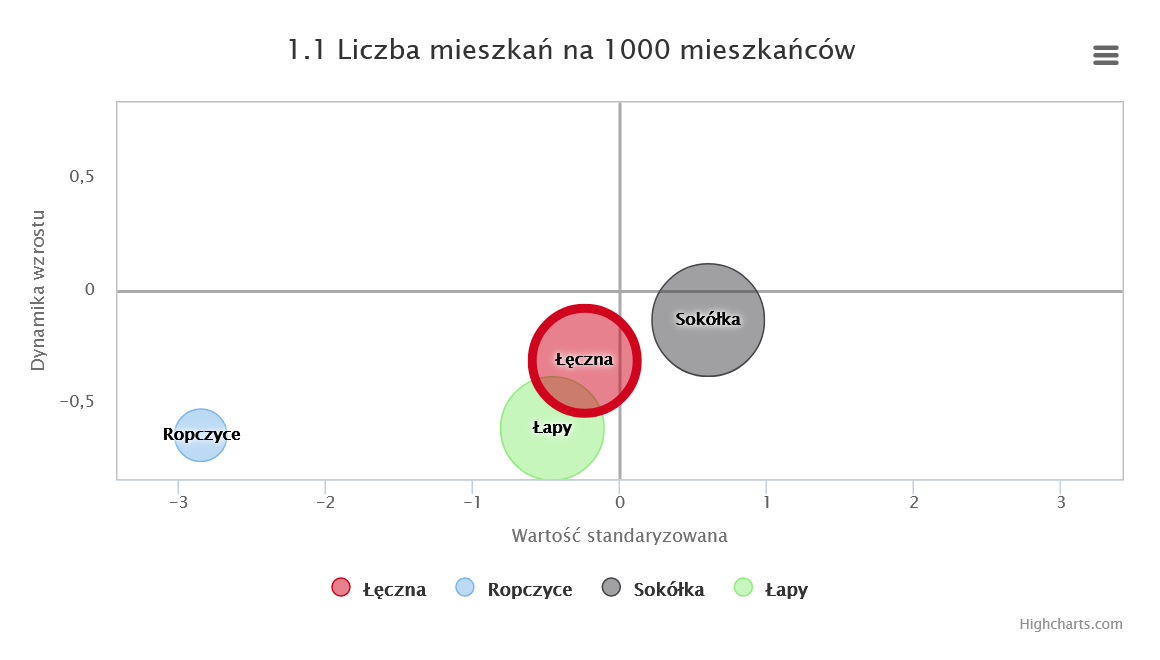 1.1 Liczba mieszkań na 1000 mieszkańców
Dynamika wzrostu
0,5
0
−0,5
Sokółka
Łęczna
Łapy
Ropczyce
−3 −2 −1 0 1 2 3
Wartość standaryzowana
Łęczna Ropczyce Sokółka Łapy
Highcharts.com